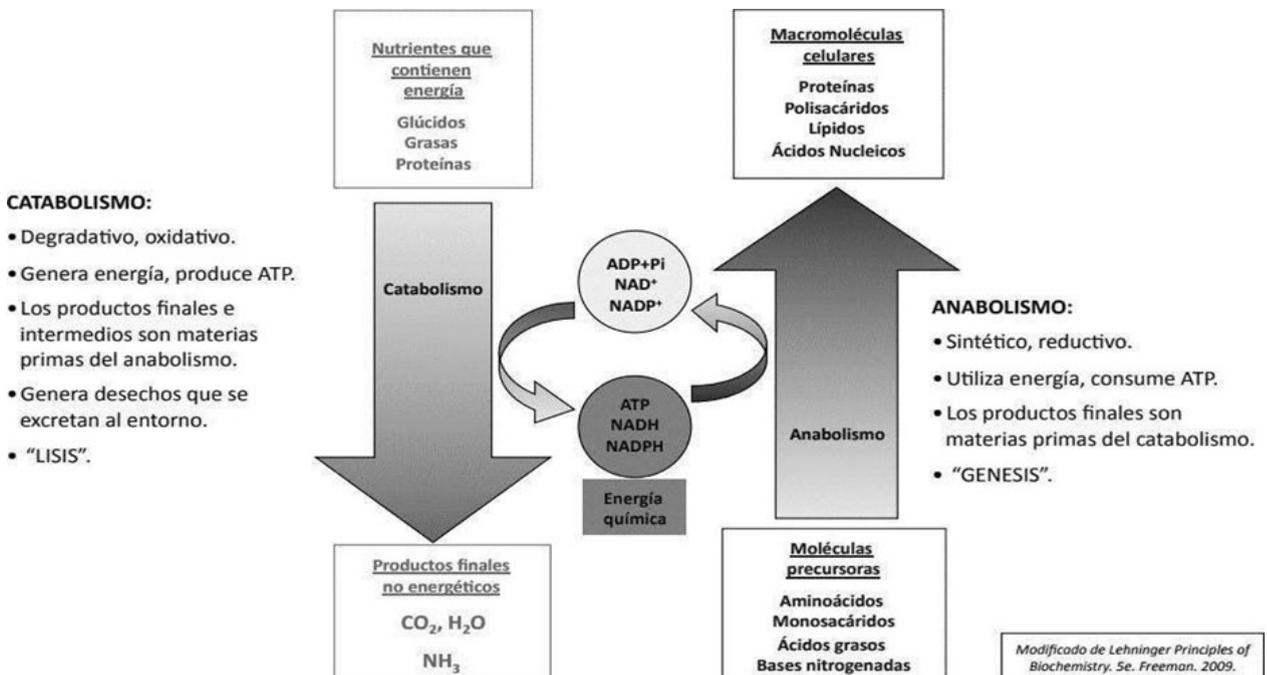 Nutrientes que
contienen
energía
Glúcidos
Grasas
Proteínas
Macromoléculas
celulares
Proteínas
Polisacáridos
Lípidos
Ácidos Nucleicos
CATABOLISMO:
• Degradativo, oxidativo.
• Genera energía, produce ATP.
• Los productos finales e
intermedios son materias
primas del anabolismo.
• Genera desechos que se
excretan al entorno.
• “LISIS”.
Catabolismo
ADP+Pi
NAD⁺
NADP⁺
ATP
NADH
NADPH
Energía
química
Anabolismo
ANABOLISMO:
• Sintético, reductivo.
• Utiliza energía, consume ATP.
• Los productos finales son
materias primas del catabolismo.
• “GENESIS”.
Productos finales
no energéticos
CO₂, H₂O
NH₃
Moléculas
precursoras
Aminoácidos
Monosacáridos
Ácidos grasos
Bases nitrogenadas
Modificado de Lehninger Principles of
Biochemistry. 5e. Freeman. 2009.